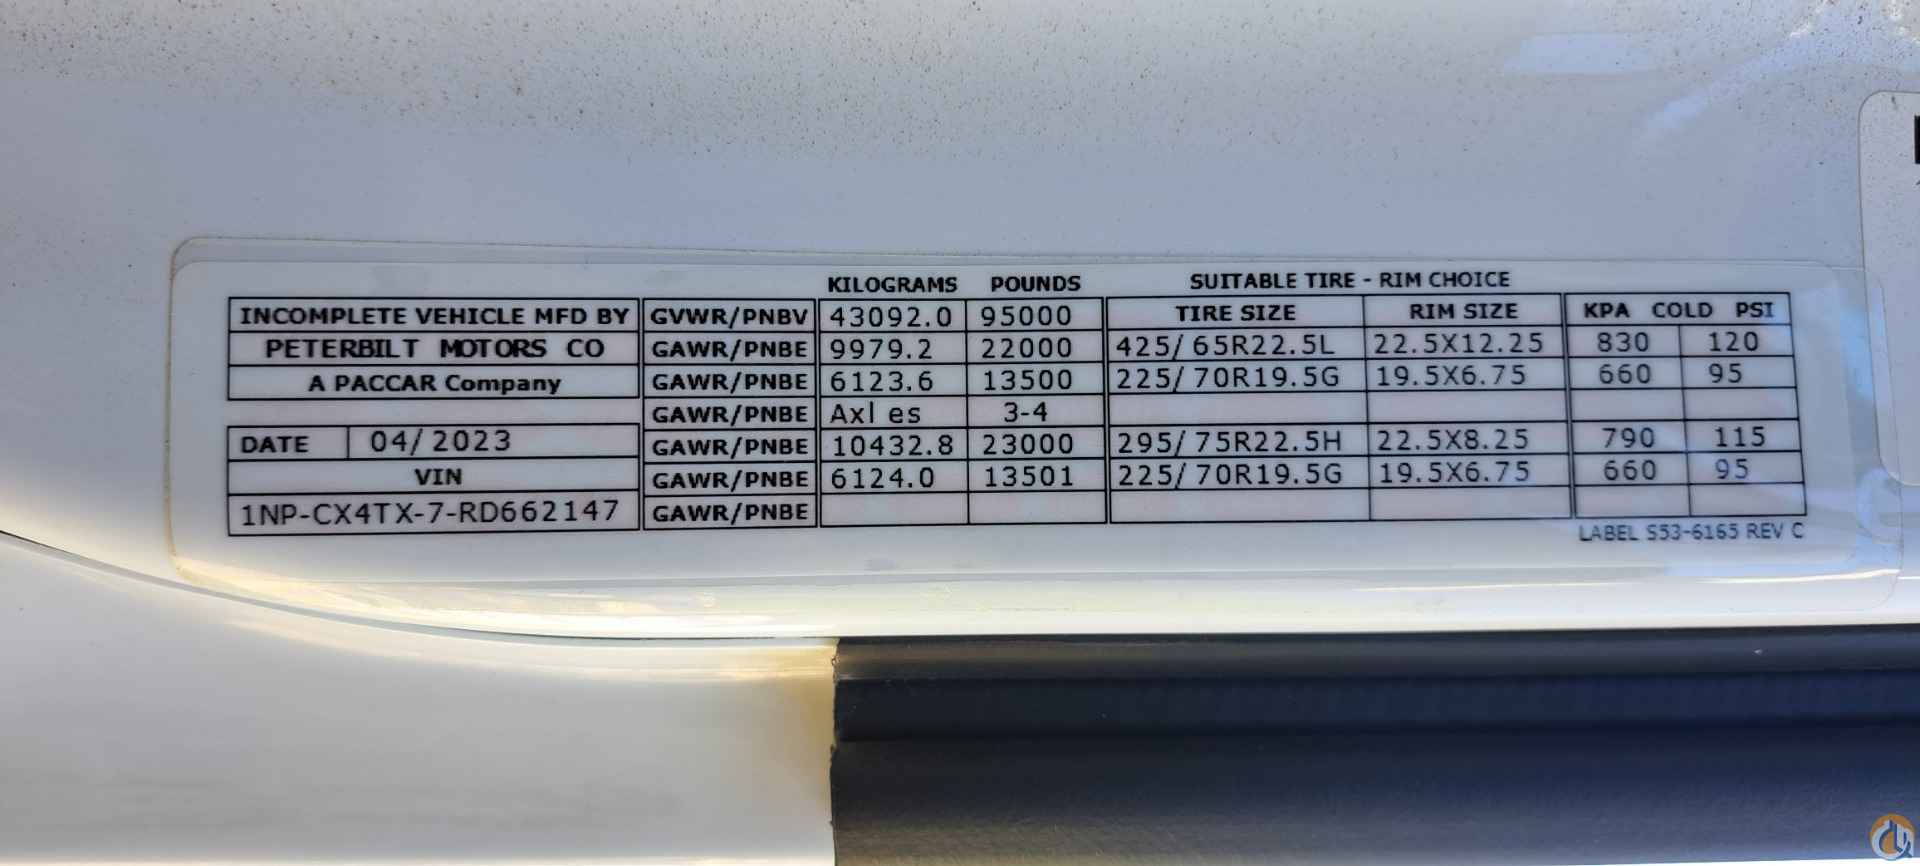 KILOGRAMS POUNDS SUITABLE TIRE - RIM CHOICE
INCOMPLETE VEHICLE MFD BY GVWR/PNBV 43092.0 95000 TIRE SIZE RIM SIZE KPA COLD PSI
PETERBILT MOTORS CO GAWR/PNBE 9979.2 22000 425/65R22.5L 22.5X12.25 830 120
A PACCAR Company GAWR/PNBE 6123.6 13500 225/70R19.5G 19.5X6.75 660 95
GAWR/PNBE Axles 3-4
DATE 04/2023 GAWR/PNBE 10432.8 23000 295/75R22.5H 22.5X8.25 790 115
VIN GAWR/PNBE 6124.0 13501 225/70R19.5G 19.5X6.75 660 95
1NP-CX4TX-7-RD662147 GAWR/PNBE
LABEL S53-6165 REV C